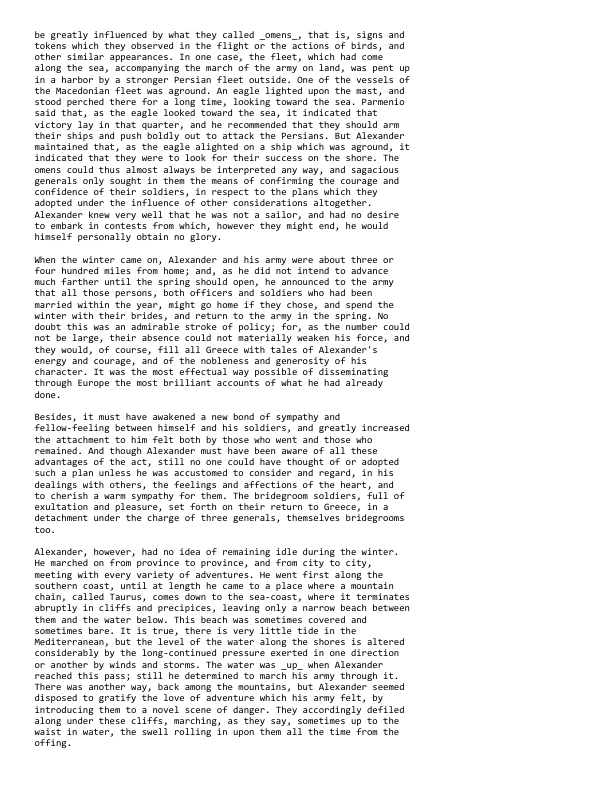 be greatly influenced by what they called _omens_, that is, signs and
tokens which they observed in the flight or the actions of birds, and
other similar appearances. In one case, the fleet, which had come
along the sea, accompanying the march of the army on land, was pent up
in a harbor by a stronger Persian fleet outside. One of the vessels of
the Macedonian fleet was aground. An eagle lighted upon the mast, and
stood perched there for a long time, looking toward the sea. Parmenio
said that, as the eagle looked toward the sea, it indicated that
victory lay in that quarter, and he recommended that they should arm
their ships and push boldly out to attack the Persians. But Alexander
maintained that, as the eagle alighted on a ship which was aground, it
indicated that they were to look for their success on the shore. The
omens could thus almost always be interpreted any way, and sagacious
generals only sought in them the means of confirming the courage and
confidence of their soldiers, in respect to the plans which they
adopted under the influence of other considerations altogether.
Alexander knew very well that he was not a sailor, and had no desire
to embark in contests from which, however they might end, he would
himself personally obtain no glory.

When the winter came on, Alexander and his army were about three or
four hundred miles from home; and, as he did not intend to advance
much farther until the spring should open, he announced to the army
that all those persons, both officers and soldiers who had been
married within the year, might go home if they chose, and spend the
winter with their brides, and return to the army in the spring. No
doubt this was an admirable stroke of policy; for, as the number could
not be large, their absence could not materially weaken his force, and
they would, of course, fill all Greece with tales of Alexander's
energy and courage, and of the nobleness and generosity of his
character. It was the most effectual way possible of disseminating
through Europe the most brilliant accounts of what he had already
done.

Besides, it must have awakened a new bond of sympathy and
fellow-feeling between himself and his soldiers, and greatly increased
the attachment to him felt both by those who went and those who
remained. And though Alexander must have been aware of all these
advantages of the act, still no one could have thought of or adopted
such a plan unless he was accustomed to consider and regard, in his
dealings with others, the feelings and affections of the heart, and
to cherish a warm sympathy for them. The bridegroom soldiers, full of
exultation and pleasure, set forth on their return to Greece, in a
detachment under the charge of three generals, themselves bridegrooms
too.

Alexander, however, had no idea of remaining idle during the winter.
He marched on from province to province, and from city to city,
meeting with every variety of adventures. He went first along the
southern coast, until at length he came to a place where a mountain
chain, called Taurus, comes down to the sea-coast, where it terminates
abruptly in cliffs and precipices, leaving only a narrow beach between
them and the water below. This beach was sometimes covered and
sometimes bare. It is true, there is very little tide in the
Mediterranean, but the level of the water along the shores is altered
considerably by the long-continued pressure exerted in one direction
or another by winds and storms. The water was _up_ when Alexander
reached this pass; still he determined to march his army through it.
There was another way, back among the mountains, but Alexander seemed
disposed to gratify the love of adventure which his army felt, by
introducing them to a novel scene of danger. They accordingly defiled
along under these cliffs, marching, as they say, sometimes up to the
waist in water, the swell rolling in upon them all the time from the
offing.